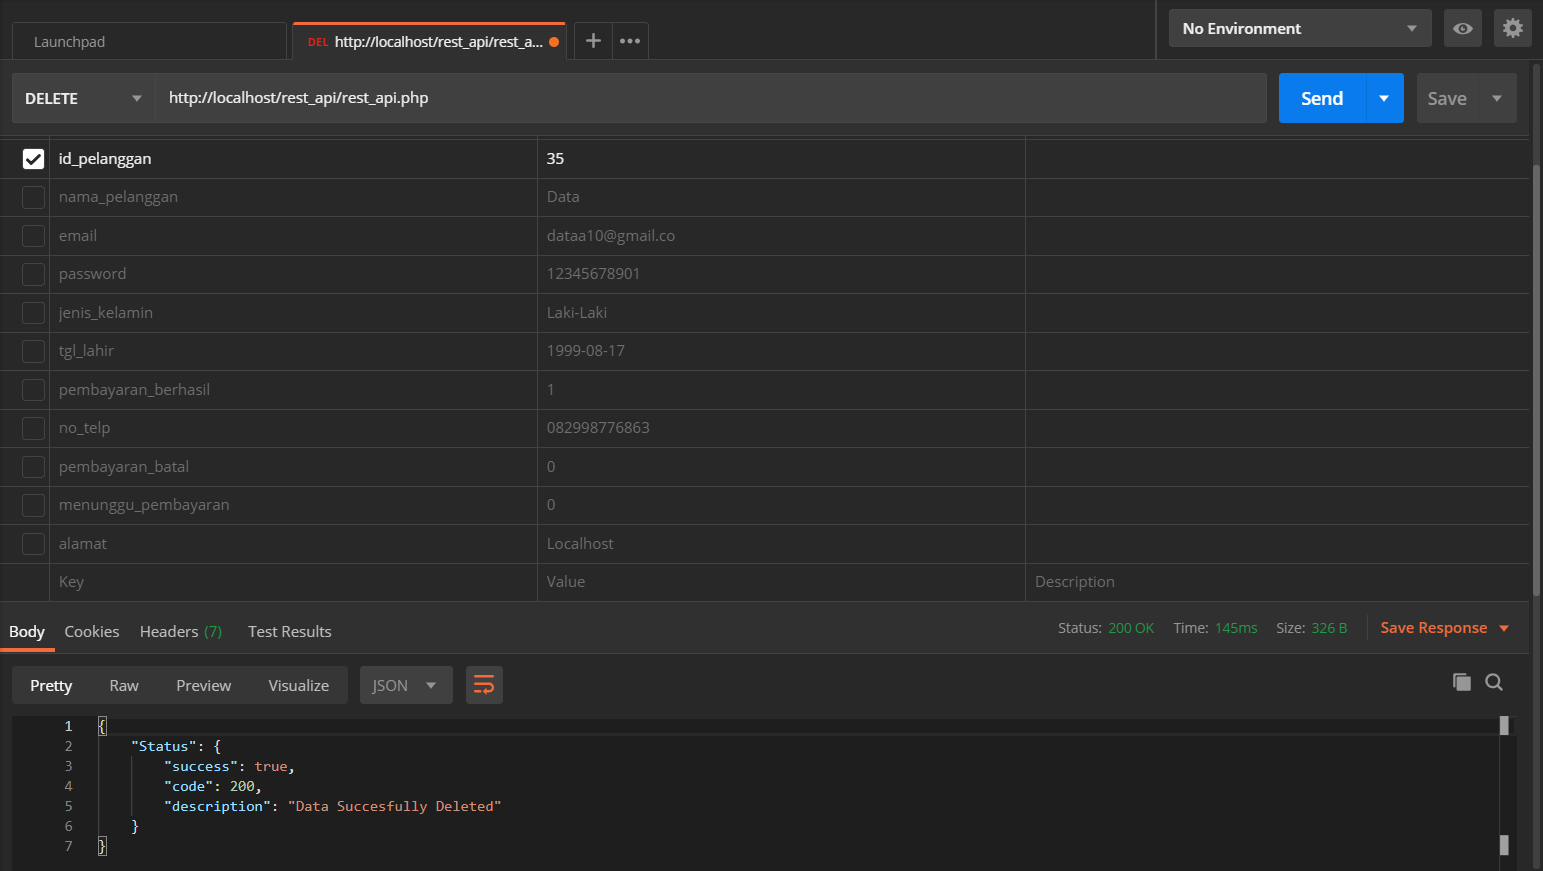 Launchpad
DEL http://localhost/rest_api/rest_a...
No Environment
DELETE http://localhost/rest_api/rest_api.php
Send
Save
id_pelanggan 35
nama_pelanggan Data
email dataa10@gmail.co
password 12345678901
jenis_kelamin Laki-Laki
tgl_lahir 1999-08-17
pembayaran_berhasil 1
no_telp 082998776863
pembayaran_batal 0
menunggu_pembayaran 0
alamat Localhost
Key Value Description
Body Cookies Headers (7) Test Results
Status: 200 OK Time: 145ms Size: 326 B Save Response
Pretty Raw Preview Visualize JSON
1 {
2 "Status": {
3 "success": true,
4 "code": 200,
5 "description": "Data Succesfully Deleted"
6 }
7 }